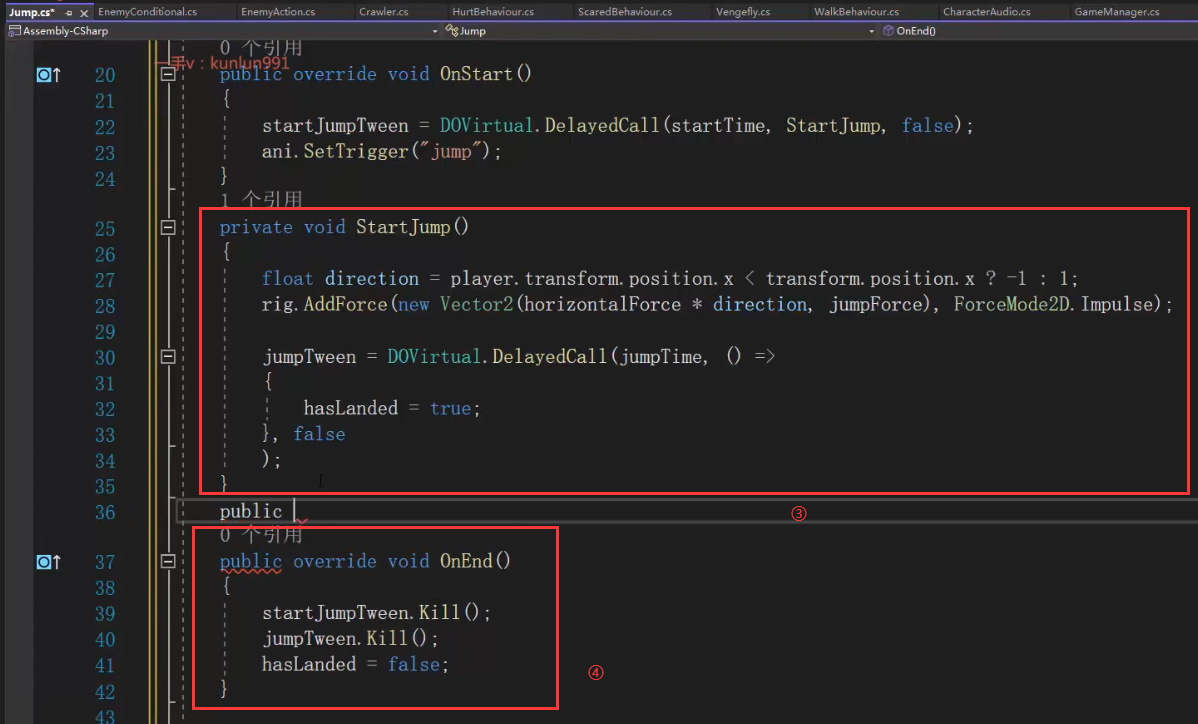 Jump.cs* EnemyConditional.cs EnemyAction.cs Crawler.cs HurtBehaviour.cs ScaredBehaviour.cs Vengefly.cs WalkBehaviour.cs CharacterAudio.cs GameManager.cs
Assembly-CSharp Jump OnEnd()
0 个引用
一手v：kunlun991
20 public override void OnStart()
21 {
22 startJumpTween = DOVirtual.DelayedCall(startTime, StartJump, false);
23 ani.SetTrigger("jump");
24 }
1 个引用
25 private void StartJump()
26 {
27 float direction = player.transform.position.x < transform.position.x ? -1 : 1;
28 rig.AddForce(new Vector2(horizontalForce * direction, jumpForce), ForceMode2D.Impulse);
29
30 jumpTween = DOVirtual.DelayedCall(jumpTime, () =>
31 {
32 hasLanded = true;
33 }, false
34 );
35 }
36 public
③
0 个引用
37 public override void OnEnd()
38 {
39 startJumpTween.Kill();
40 jumpTween.Kill();
41 hasLanded = false;
④
42 }
43